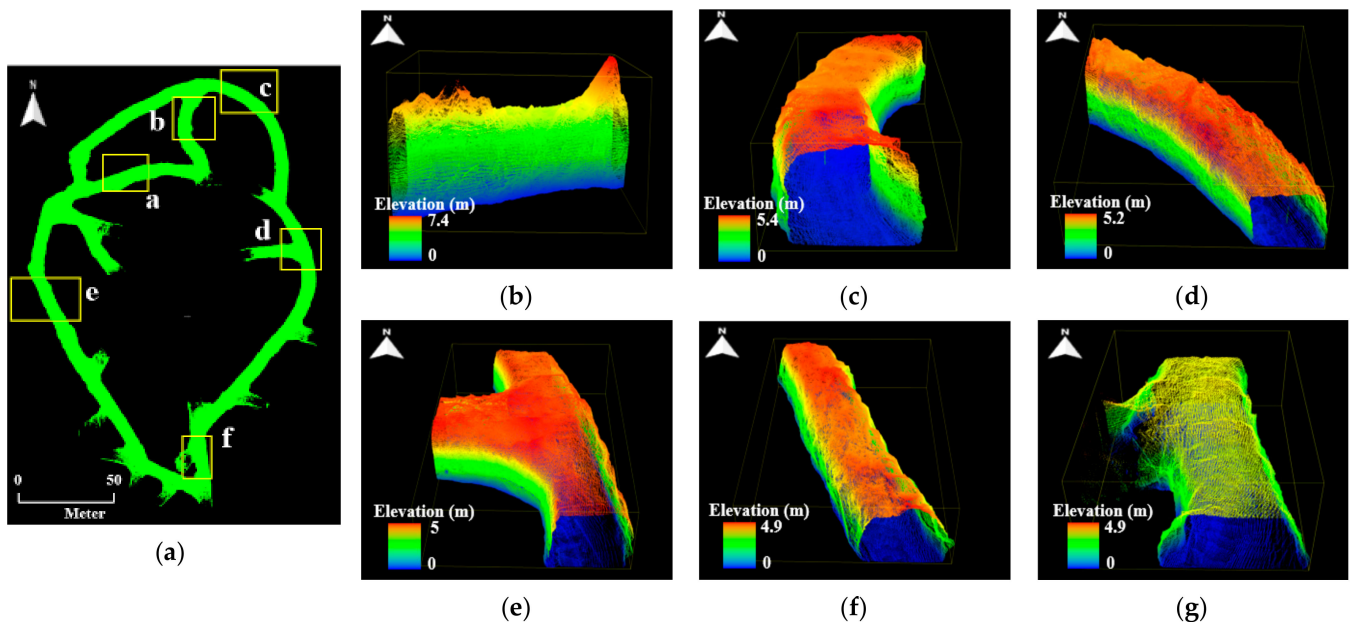 N
c
b
a
d
e
f
0 50
Meter
(a)
N
Elevation (m)
7.4
0
(b)
N
Elevation (m)
5.4
0
(c)
N
Elevation (m)
5.2
0
(d)
N
Elevation (m)
5
0
(e)
N
Elevation (m)
4.9
0
(f)
N
Elevation (m)
4.9
0
(g)